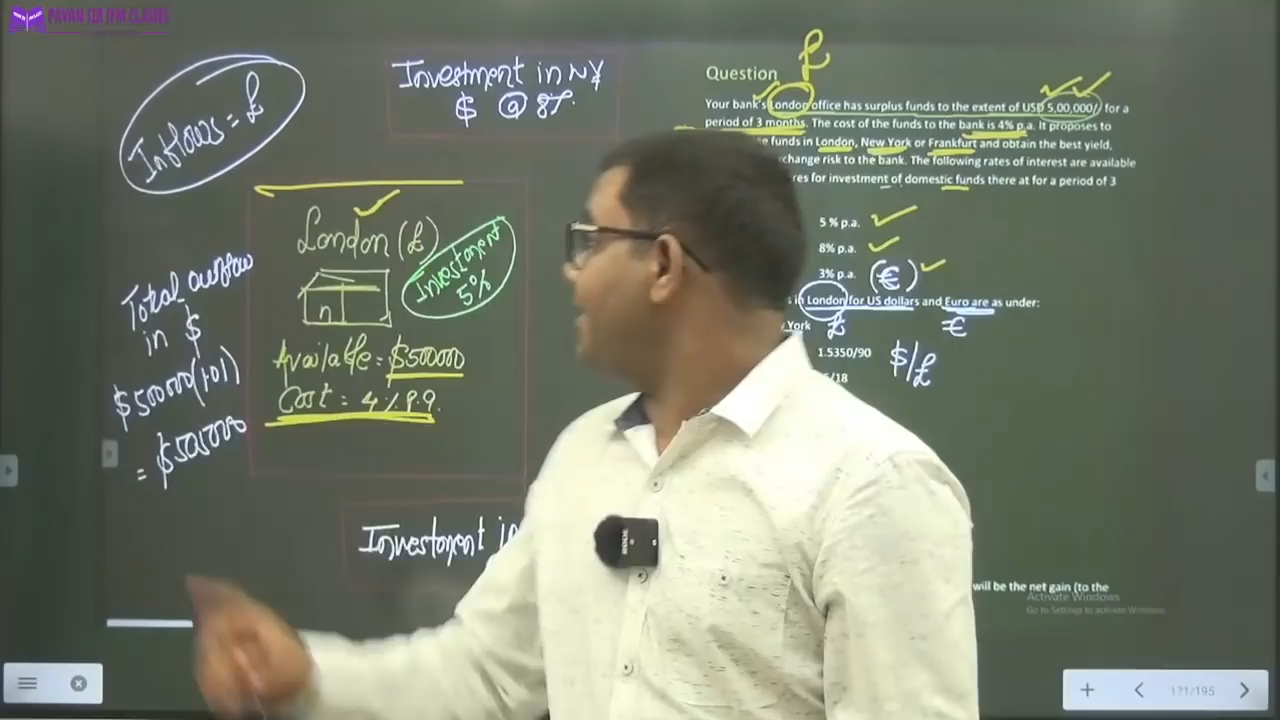 PAVAN SIR SFM CLASSES
Inflows = £
Investment in NY
$ @ 8%
London (£)
Investment
5%
Available = $500000
Cost = 4% P.a.
Total outflow
in $
$500000(1.01)
= $505000
Investment in
£
Question
Your bank's London office has surplus funds to the extent of USD 5,00,000/- for a
period of 3 months. The cost of the funds to the bank is 4% p.a. It proposes to
funds in London, New York or Frankfurt and obtain the best yield,
change risk to the bank. The following rates of interest are available
res for investment of domestic funds there at for a period of 3
5 % p.a.
8% p.a.
3% p.a. (€)
in London for US dollars and Euro are as under:
York £ €
1.5350/90 $/£
/18
will be the net gain (to the
Activate Windows
Go to Settings to activate Windows
171/195